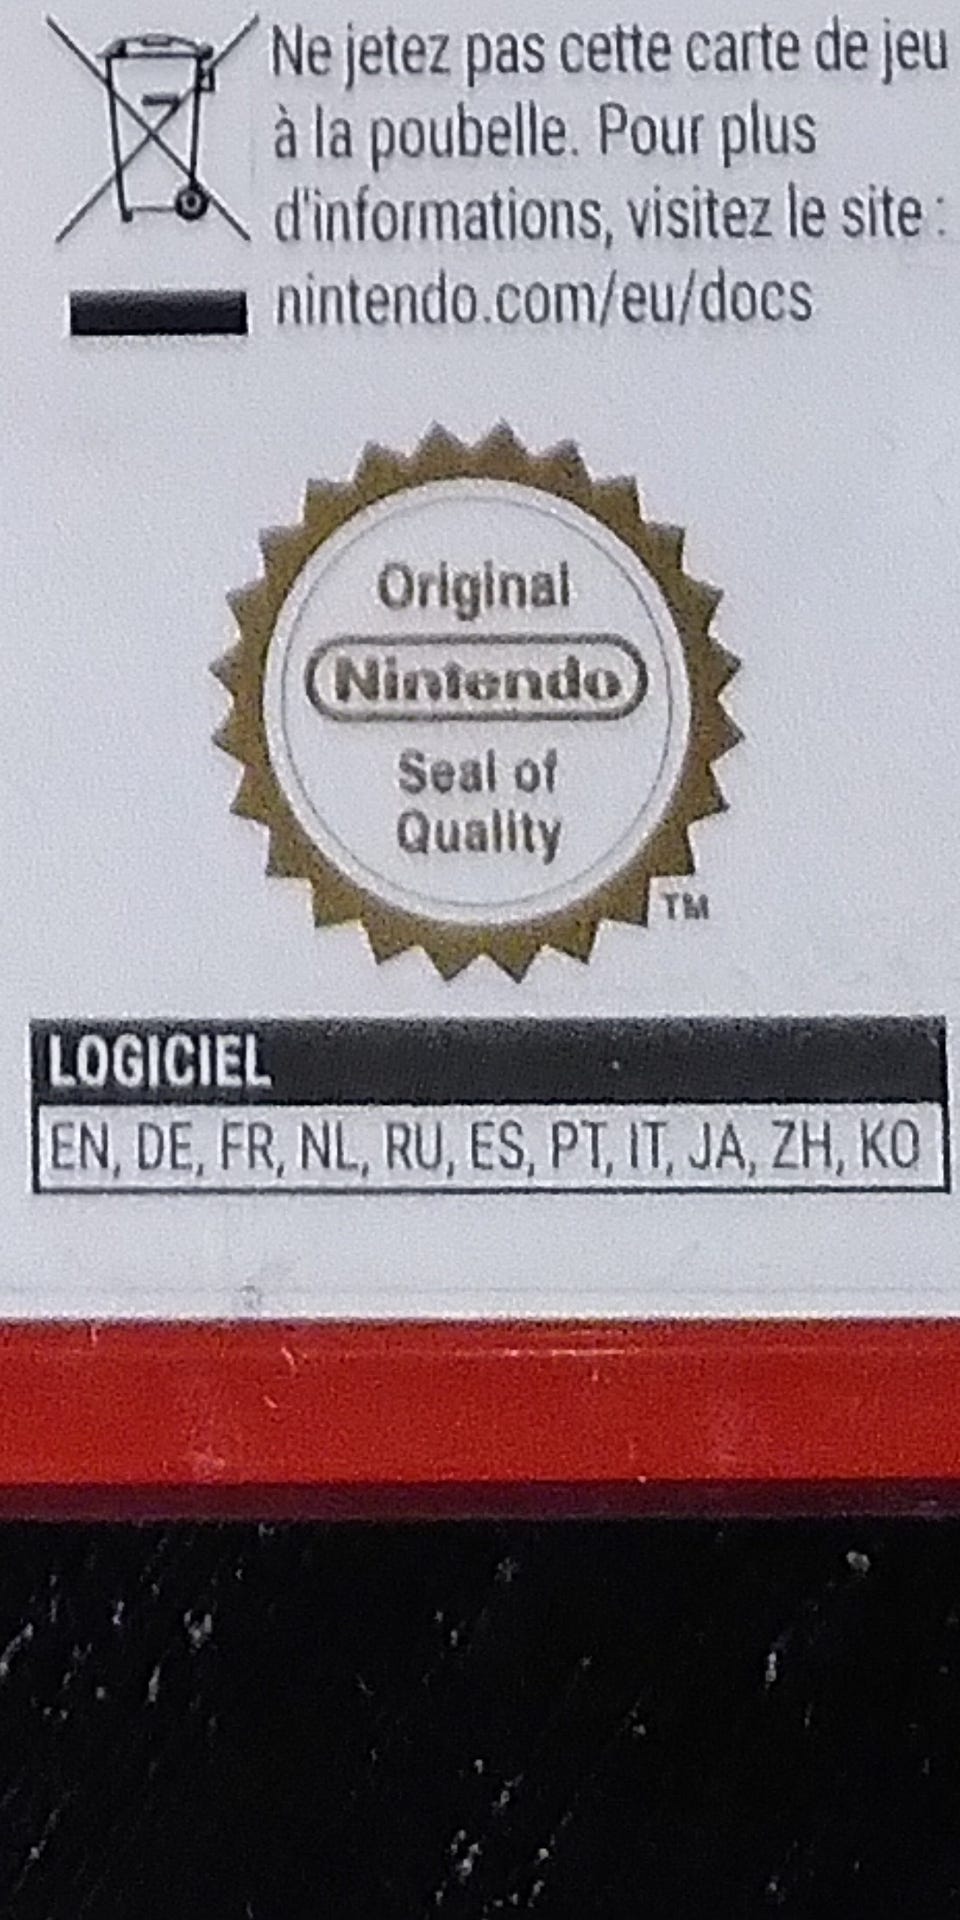 Ne jetez pas cette carte de jeu
à la poubelle. Pour plus
d'informations, visitez le site :
nintendo.com/eu/docs
Original
Nintendo
Seal of
Quality
TM
LOGICIEL
EN, DE, FR, NL, RU, ES, PT, IT, JA, ZH, KO